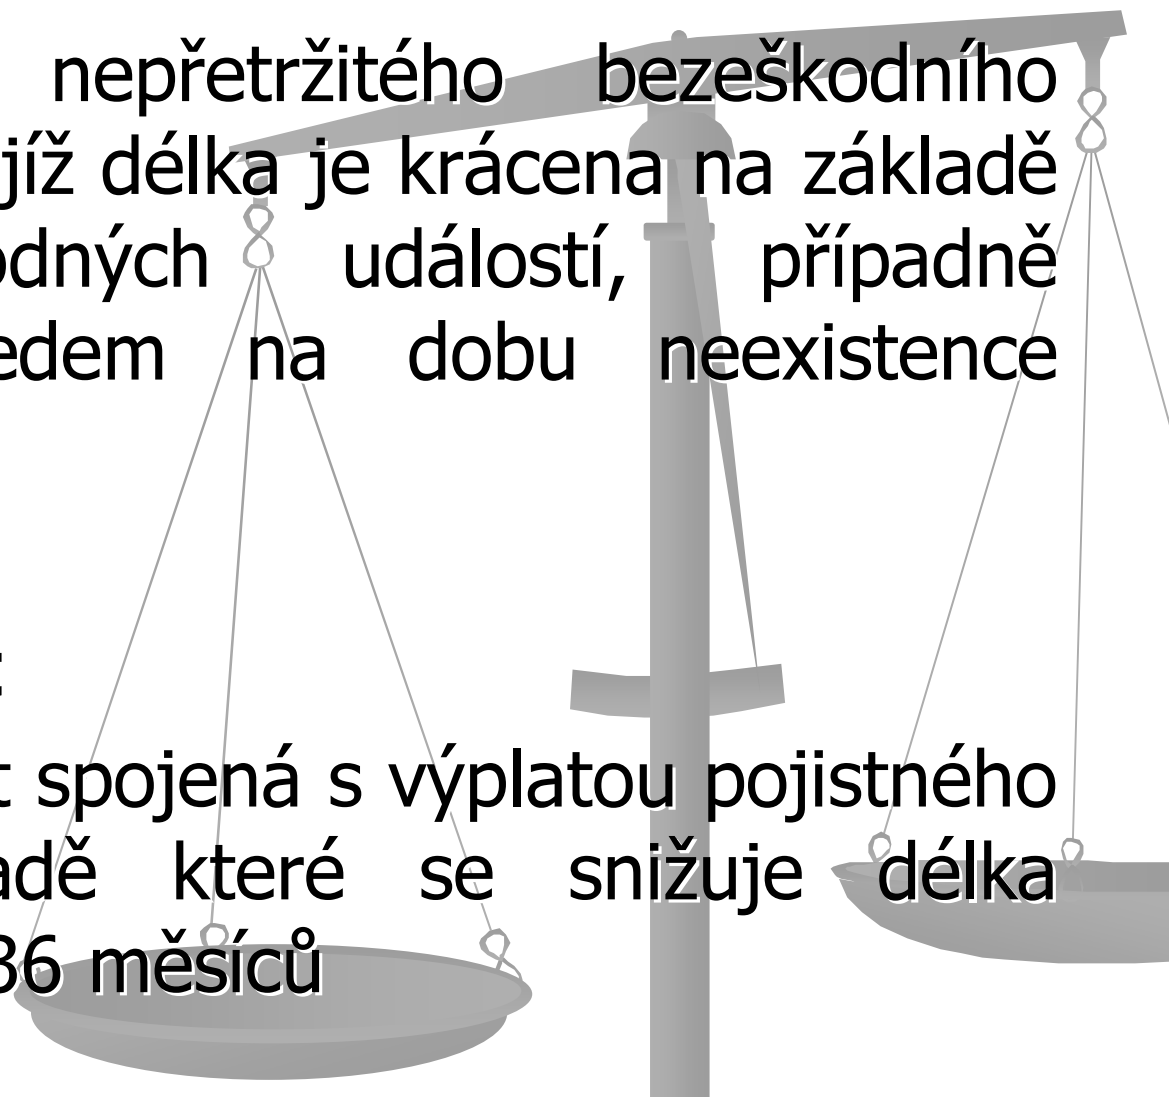 nepřetržitého bezeškodního
jíž délka je krácena na základě
odných událostí, případně
edem na dobu neexistence
:
t spojená s výplatou pojistného
adě které se snižuje délka
36 měsíců